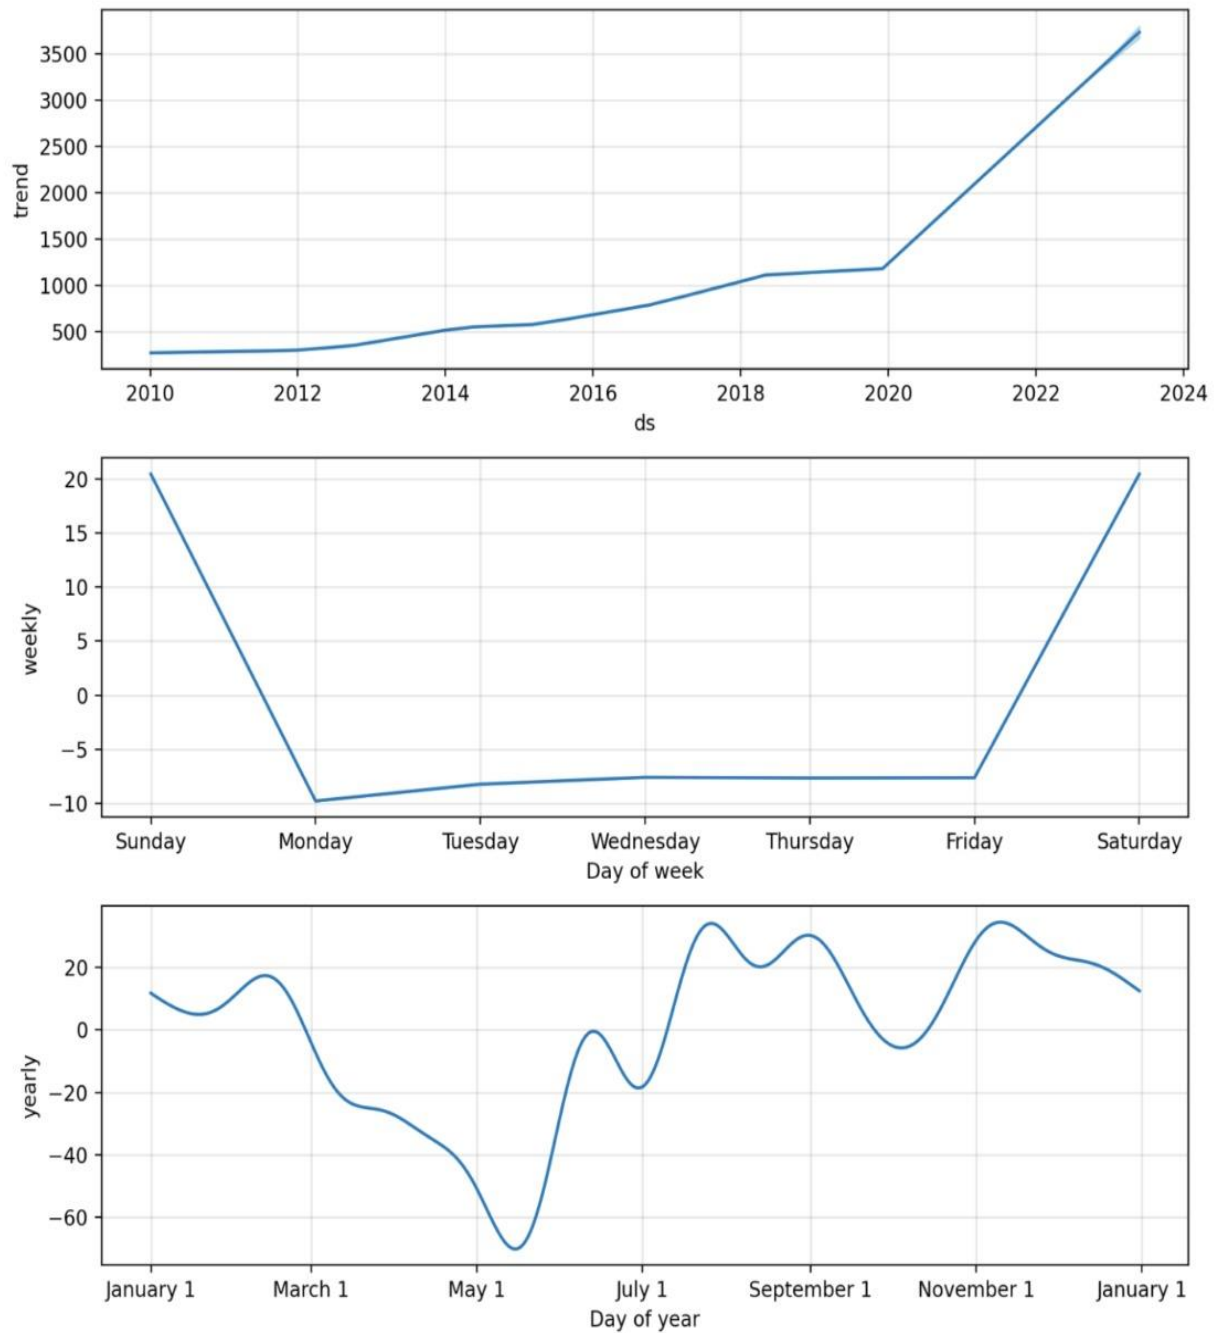 3500
3000
2500
2000
1500
1000
500
trend
2010 2012 2014 2016 2018 2020 2022 2024
ds
20
15
10
5
0
−5
−10
weekly
Sunday Monday Tuesday Wednesday Thursday Friday Saturday
Day of week
20
0
−20
−40
−60
yearly
January 1 March 1 May 1 July 1 September 1 November 1 January 1
Day of year